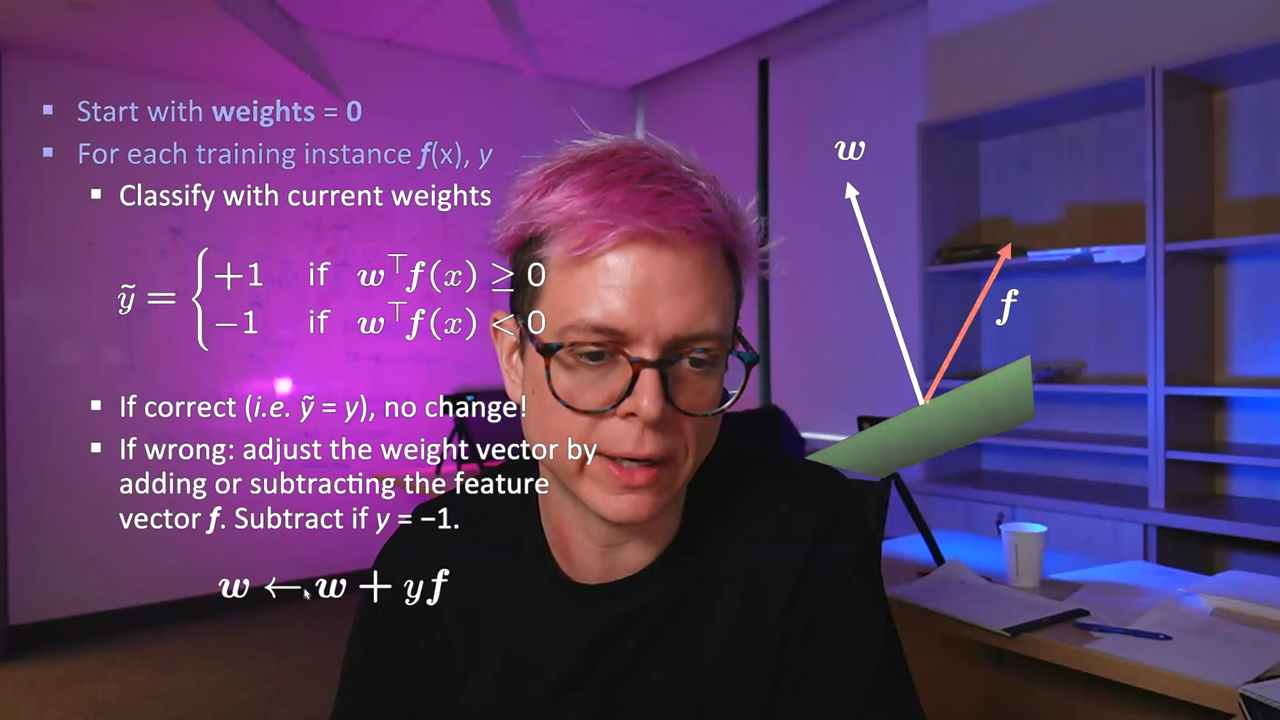 Start with weights = 0
For each training instance f(x), y
Classify with current weights
ỹ = { +1 if w⊤f(x) ≥ 0
−1 if w⊤f(x) < 0
If correct (i.e. ỹ = y), no change!
If wrong: adjust the weight vector by
adding or subtracting the feature
vector f. Subtract if y = −1.
w ← w + yf
w
f